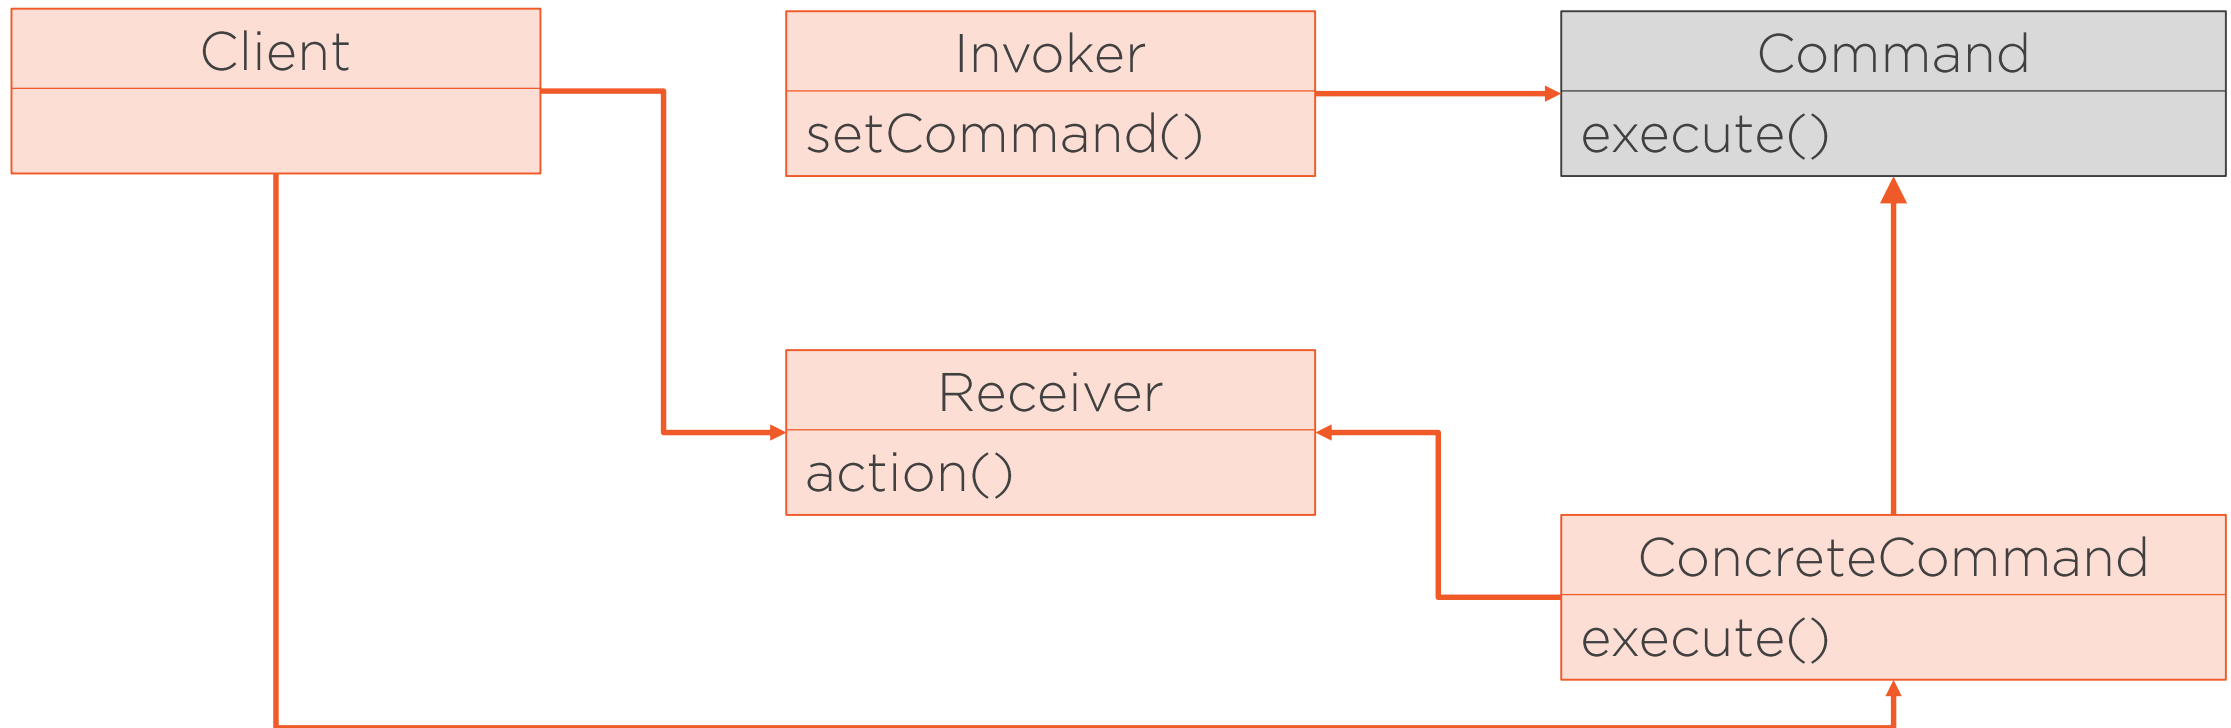 Client
Invoker
setCommand()
Command
execute()
Receiver
action()
ConcreteCommand
execute()